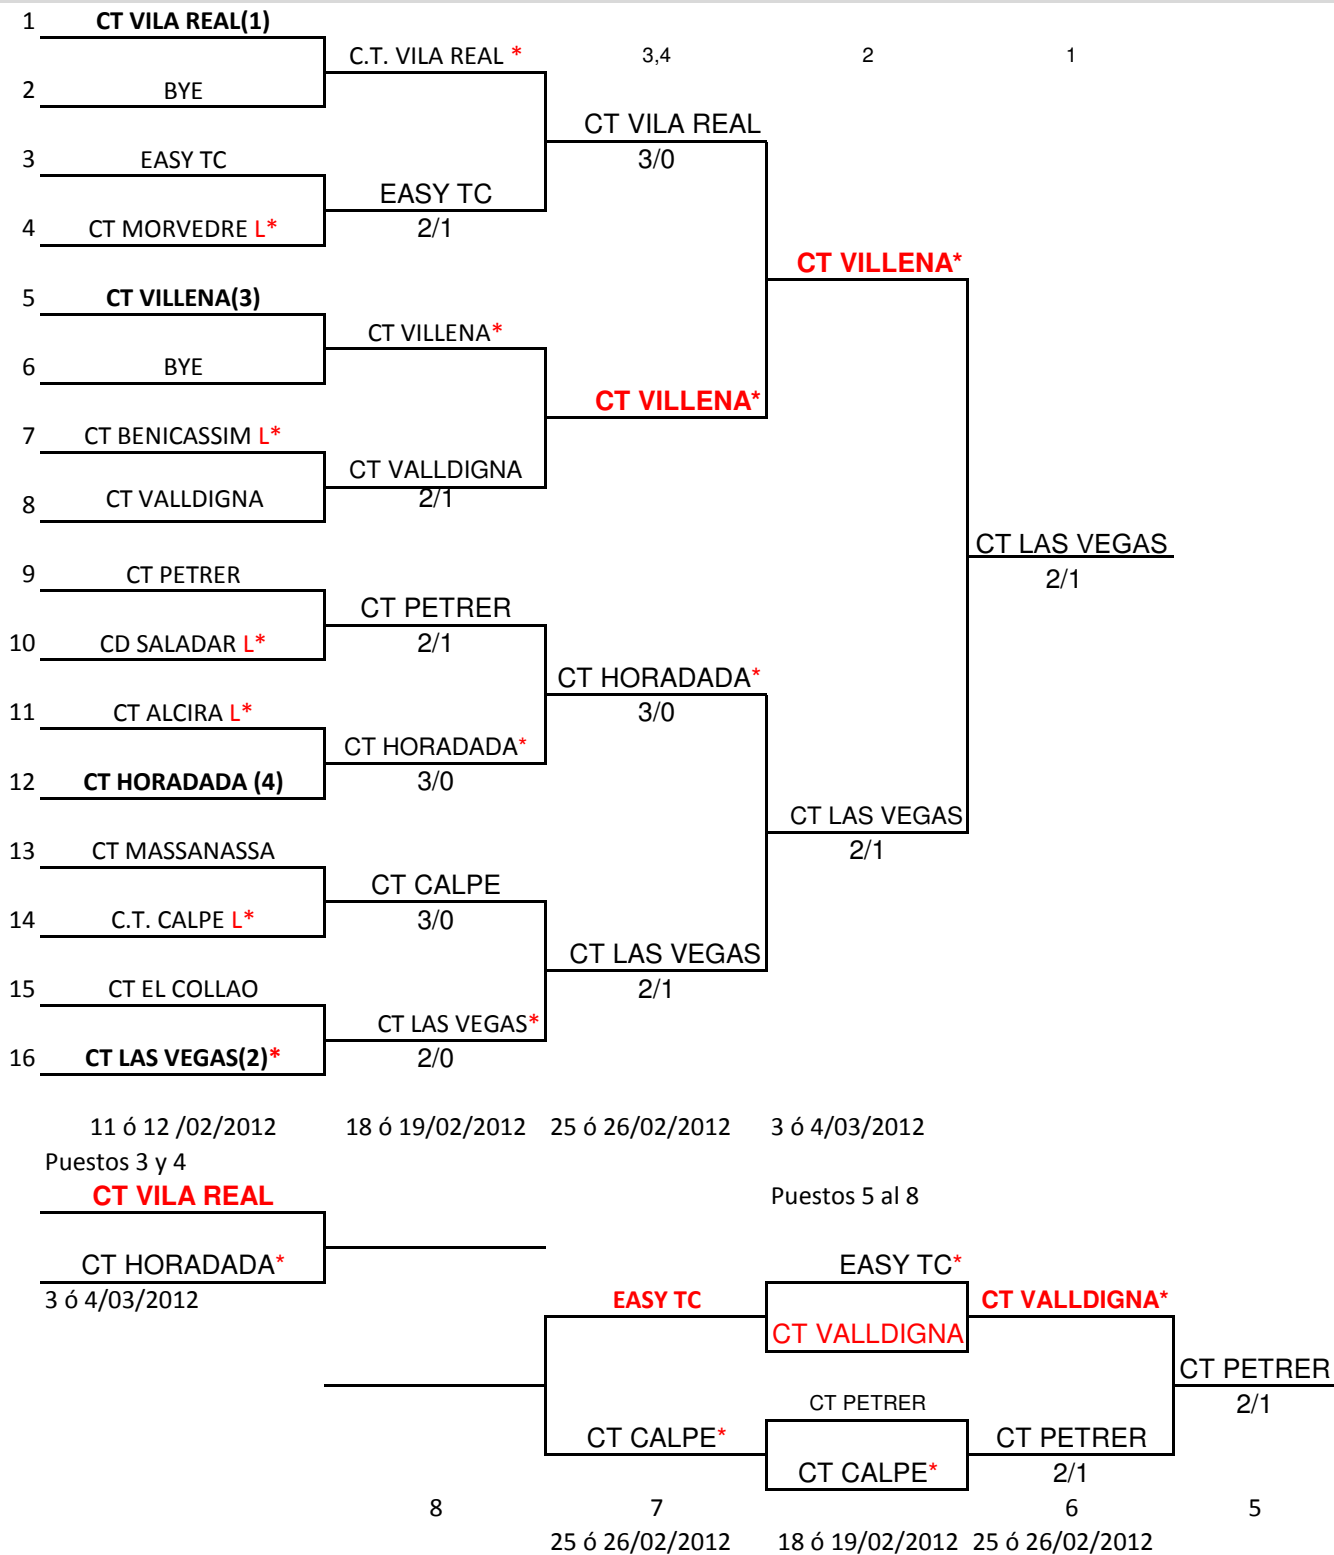 1 CT VILA REAL(1)
C.T. VILA REAL * 3,4 2 1
2 BYE
CT VILA REAL
3 EASY TC 3/0
EASY TC
4 CT MORVEDRE L* 2/1
CT VILLENA*
5 CT VILLENA(3)
CT VILLENA*
6 BYE
CT VILLENA*
7 CT BENICASSIM L*
CT VALLDIGNA
8 CT VALLDIGNA 2/1
CT LAS VEGAS
9 CT PETRER 2/1
CT PETRER
10 CD SALADAR L* 2/1
CT HORADADA*
11 CT ALCIRA L* 3/0
CT HORADADA*
12 CT HORADADA (4) 3/0
CT LAS VEGAS
13 CT MASSANASSA 2/1
CT CALPE
14 C.T. CALPE L* 3/0
CT LAS VEGAS
15 CT EL COLLAO 2/1
CT LAS VEGAS*
16 CT LAS VEGAS(2)* 2/0
11 ó 12 /02/2012 18 ó 19/02/2012 25 ó 26/02/2012 3 ó 4/03/2012
Puestos 3 y 4
CT VILA REAL Puestos 5 al 8
CT HORADADA* EASY TC*
3 ó 4/03/2012 EASY TC CT VALLDIGNA*
CT VALLDIGNA
CT PETRER
CT PETRER 2/1
CT CALPE* CT PETRER
CT CALPE* 2/1
8 7 6 5
25 ó 26/02/2012 18 ó 19/02/2012 25 ó 26/02/2012